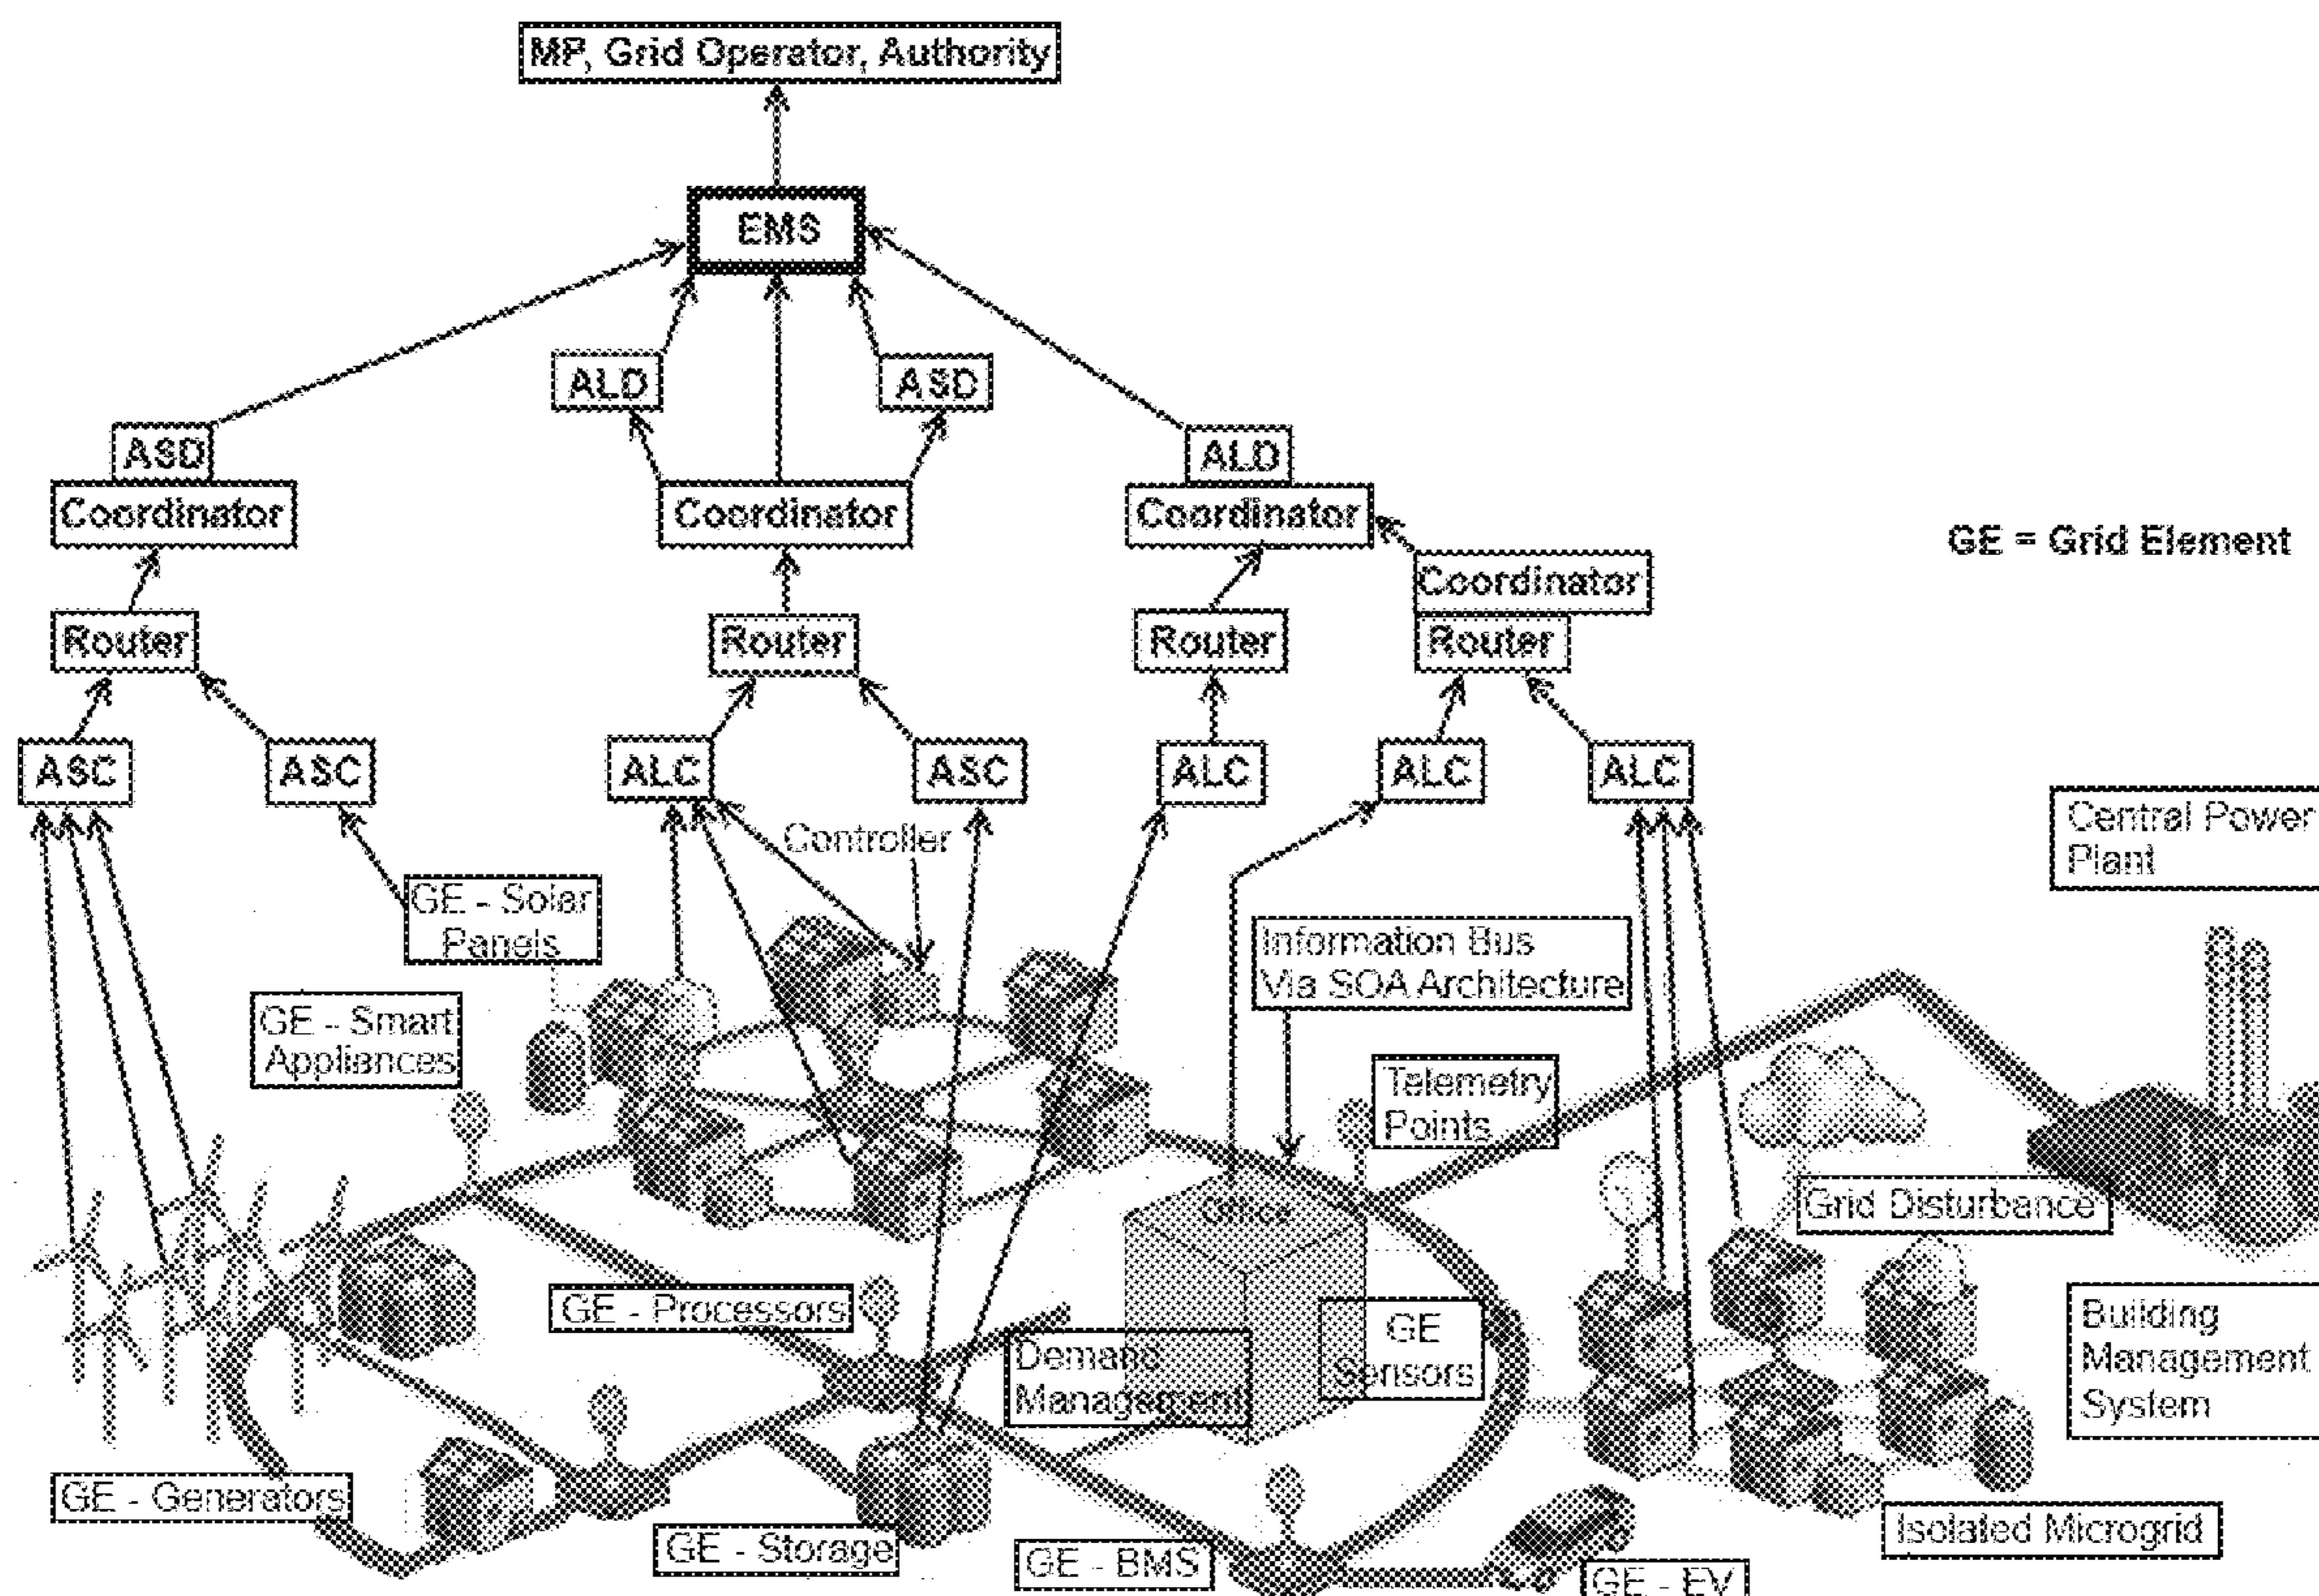 MP, Grid Operator, Authority
EMS
ALD
ASD
ASD
ALD
Coordinator
Coordinator
Coordinator
GE = Grid Element
Coordinator
Router
Router
Router
Router
ASC
ASC
ALC
ASC
ALC
ALC
ALC
Controller
Central Power
Plant
GE - Solar
Panels
Information Bus
Via SOA Architecture
GE - Smart
Appliances
Telemetry
Points
Office
Grid Disturbance
GE - Processors
Demand
Management
GE
Sensors
Building
Management
System
GE - Generators
GE - Storage
GE - BMS
Isolated Microgrid
GE - EV